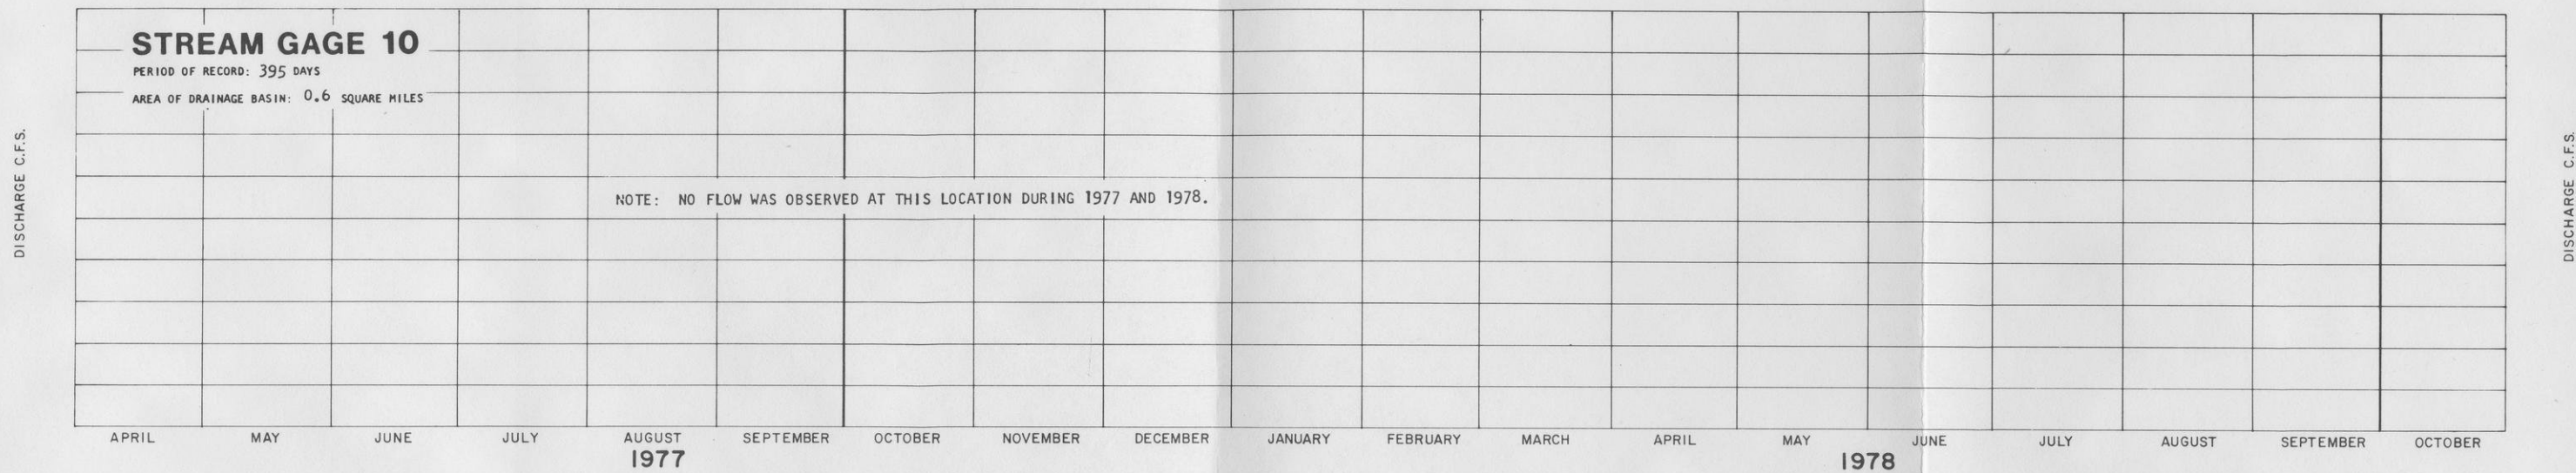 STREAM GAGE 10
PERIOD OF RECORD: 395 DAYS
AREA OF DRAINAGE BASIN: 0.6 SQUARE MILES
DISCHARGE C.F.S.
DISCHARGE C.F.S.
NOTE: NO FLOW WAS OBSERVED AT THIS LOCATION DURING 1977 AND 1978.
APRIL MAY JUNE JULY AUGUST SEPTEMBER OCTOBER NOVEMBER DECEMBER JANUARY FEBRUARY MARCH APRIL MAY JUNE JULY AUGUST SEPTEMBER OCTOBER
1977 1978